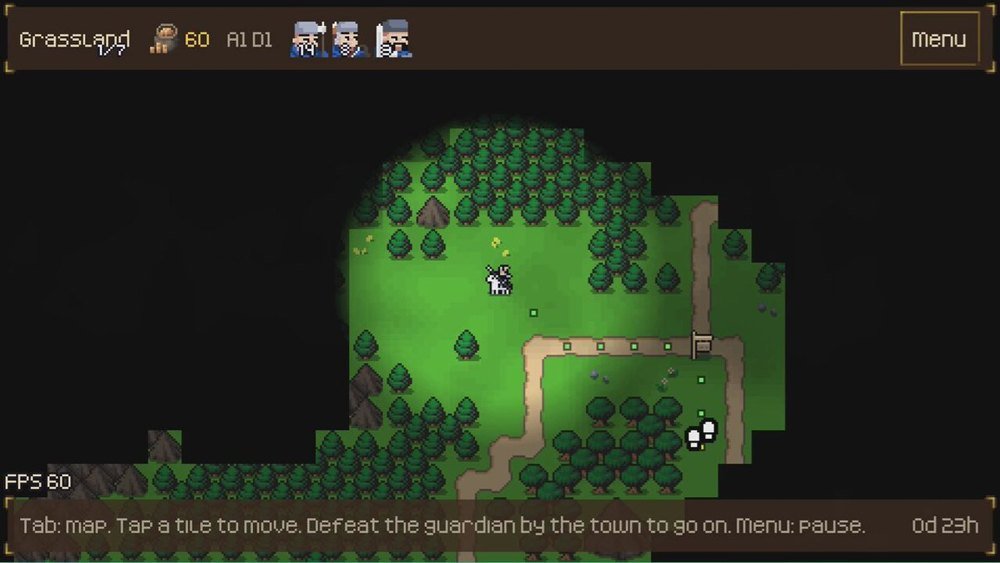 Grassland
1/7
60
A1 D1
Menu
FPS 60
Tab: map. Tap a tile to move. Defeat the guardian by the town to go on. Menu: pause.
0d 23h